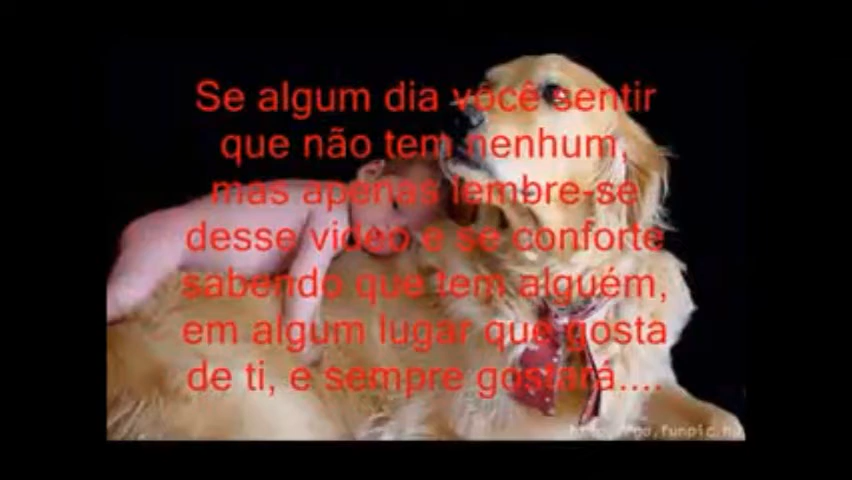 Se algum dia você sentir
que não tem nenhum,
mas apenas lembre-se
desse video e se conforte
sabendo que tem alguém,
em algum lugar que gosta
de ti, e sempre gostará....